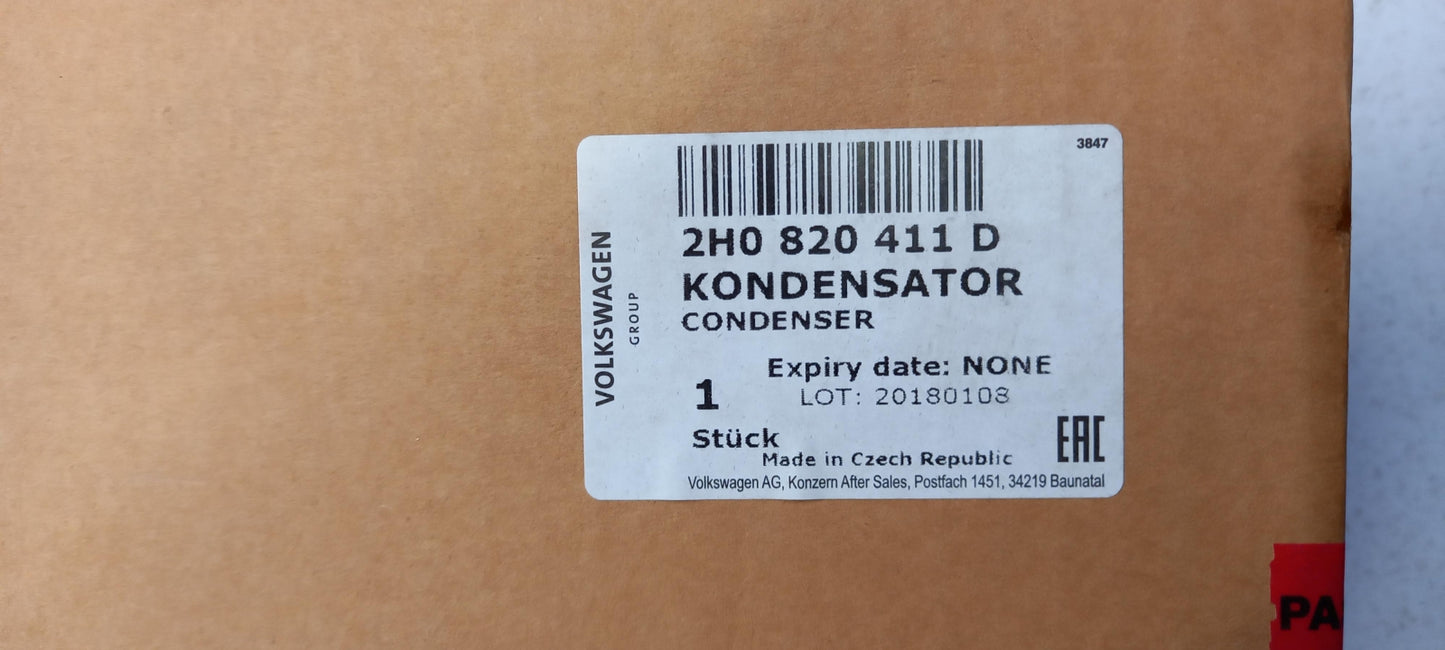 3847
2H0 820 411 D
KONDENSATOR
CONDENSER
VOLKSWAGEN
GROUP
Expiry date: NONE
1
LOT: 20180108
Stück
EAC
Made in Czech Republic
Volkswagen AG, Konzern After Sales, Postfach 1451, 34219 Baunatal
PA